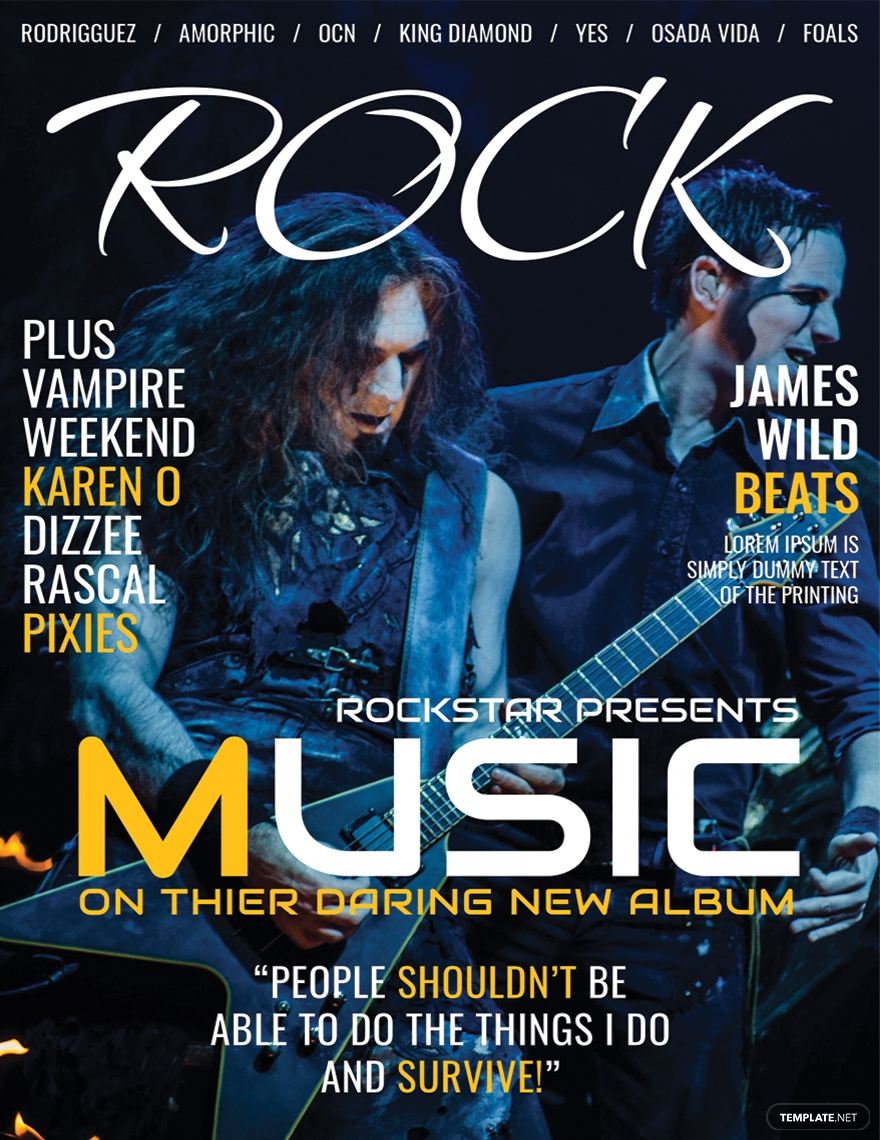 RODRIGGUEZ / AMORPHIC / OCN / KING DIAMOND / YES / OSADA VIDA / FOALS
ROCK
PLUS
VAMPIRE
WEEKEND
KAREN O
DIZZEE
RASCAL
PIXIES
JAMES
WILD
BEATS
LOREM IPSUM IS
SIMPLY DUMMY TEXT
OF THE PRINTING
ROCKSTAR PRESENTS
MUSIC
ON THIER DARING NEW ALBUM
“PEOPLE SHOULDN’T BE
ABLE TO DO THE THINGS I DO
AND SURVIVE!”
TEMPLATE.NET